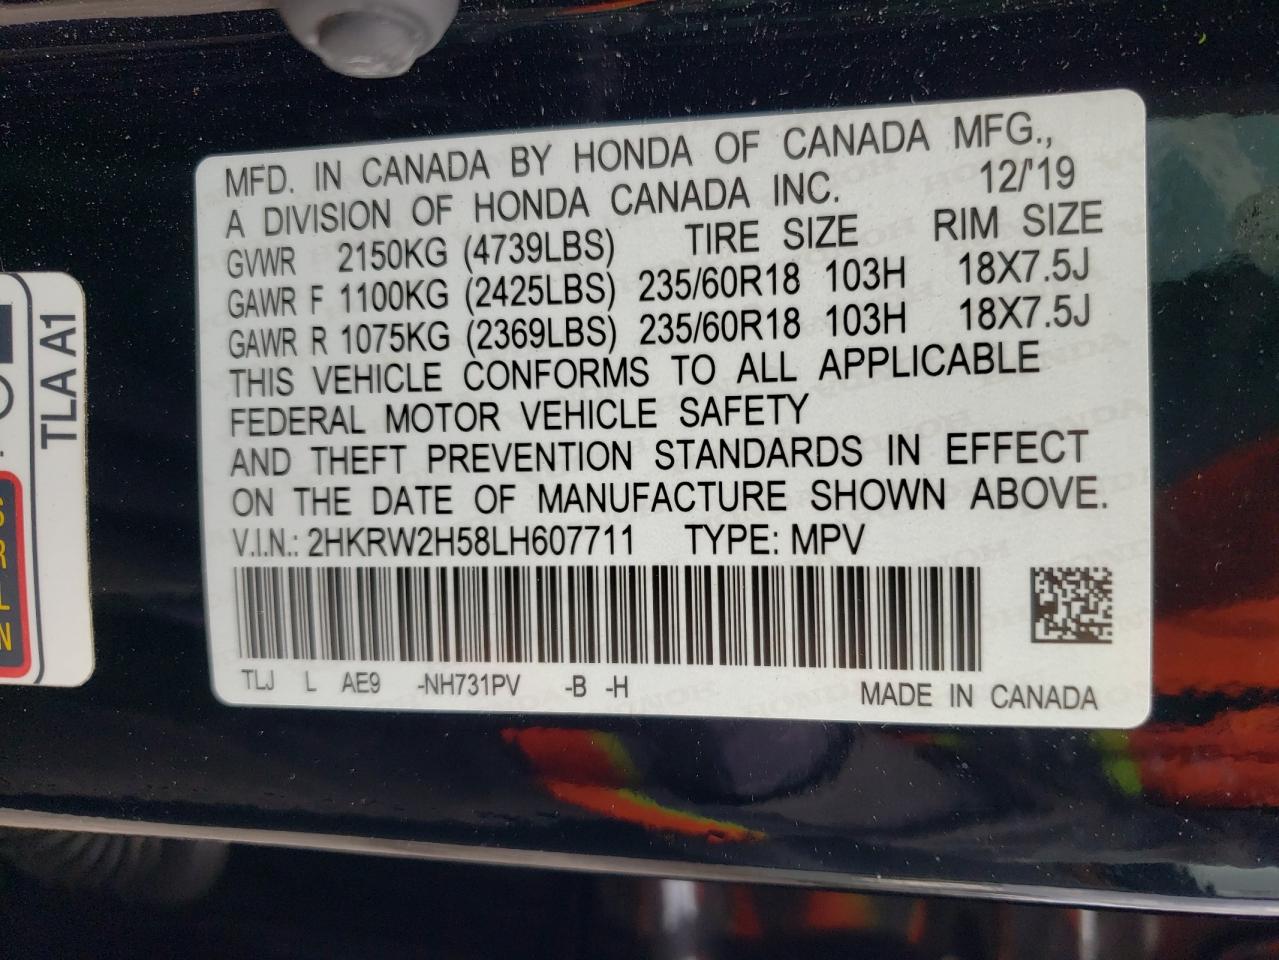 MFD. IN CANADA BY HONDA OF CANADA MFG.,
A DIVISION OF HONDA CANADA INC. 12/'19
GVWR 2150KG (4739LBS) TIRE SIZE RIM SIZE
GAWR F 1100KG (2425LBS) 235/60R18 103H 18X7.5J
GAWR R 1075KG (2369LBS) 235/60R18 103H 18X7.5J
THIS VEHICLE CONFORMS TO ALL APPLICABLE
FEDERAL MOTOR VEHICLE SAFETY
AND THEFT PREVENTION STANDARDS IN EFFECT
ON THE DATE OF MANUFACTURE SHOWN ABOVE.
V.I.N.: 2HKRW2H58LH607711 TYPE: MPV
TLJ L AE9 -NH731PV -B -H MADE IN CANADA
TLA A1